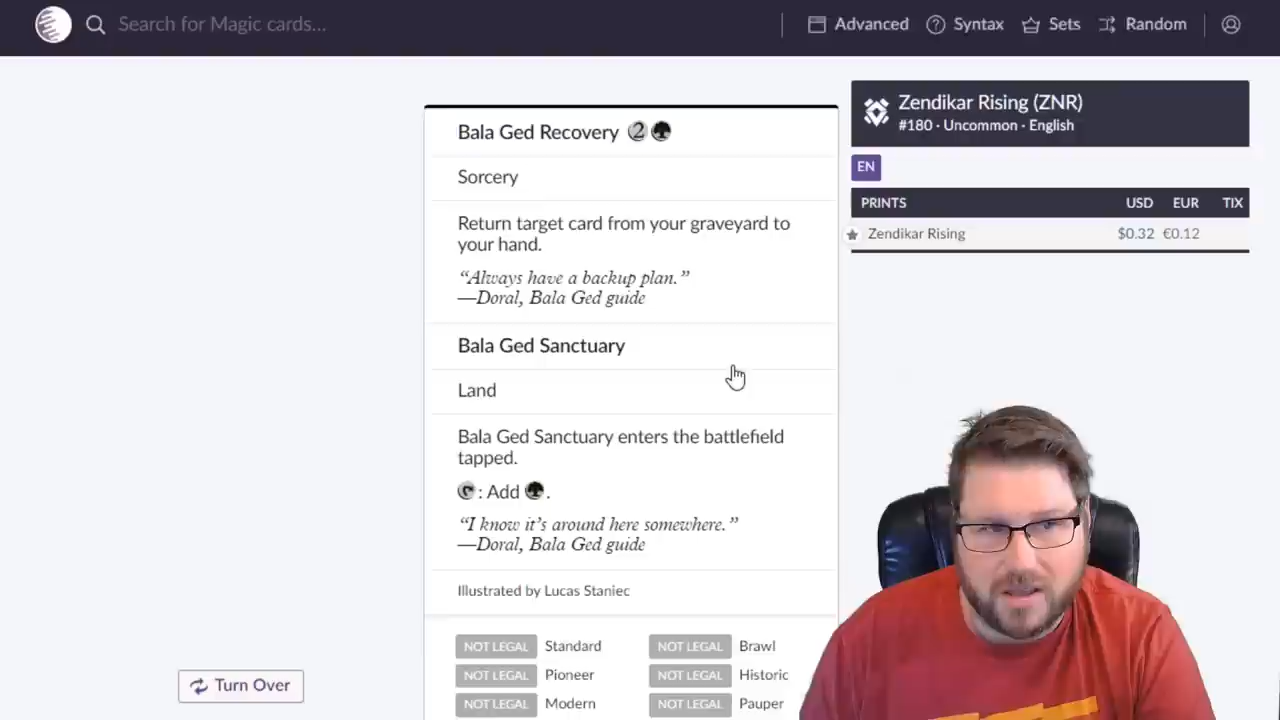 Search for Magic cards...
Advanced
Syntax
Sets
Random
Bala Ged Recovery 2
Sorcery
Return target card from your graveyard to
your hand.
“Always have a backup plan.”
—Doral, Bala Ged guide
Bala Ged Sanctuary
Land
Bala Ged Sanctuary enters the battlefield
tapped.
: Add .
“I know it’s around here somewhere.”
—Doral, Bala Ged guide
Illustrated by Lucas Staniec
NOT LEGAL Standard
NOT LEGAL Brawl
NOT LEGAL Pioneer
NOT LEGAL Historic
NOT LEGAL Modern
NOT LEGAL Pauper
Turn Over
Zendikar Rising (ZNR)
#180 · Uncommon · English
EN
PRINTS USD EUR TIX
Zendikar Rising $0.32 €0.12